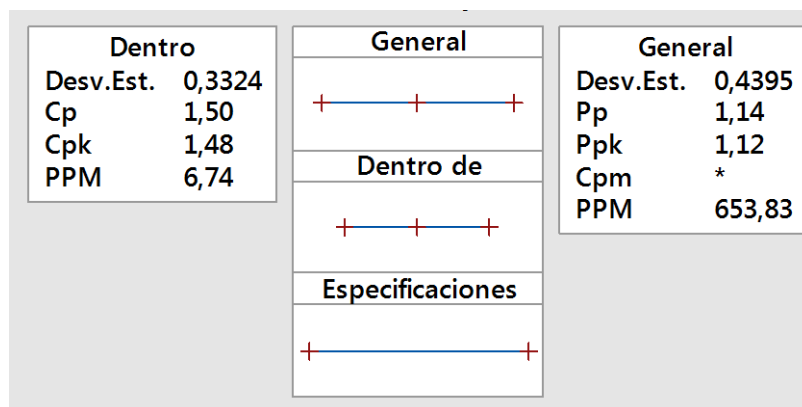 Dentro
Desv.Est. 0,3324
Cp 1,50
Cpk 1,48
PPM 6,74
General
Dentro de
Especificaciones
General
Desv.Est. 0,4395
Pp 1,14
Ppk 1,12
Cpm *
PPM 653,83